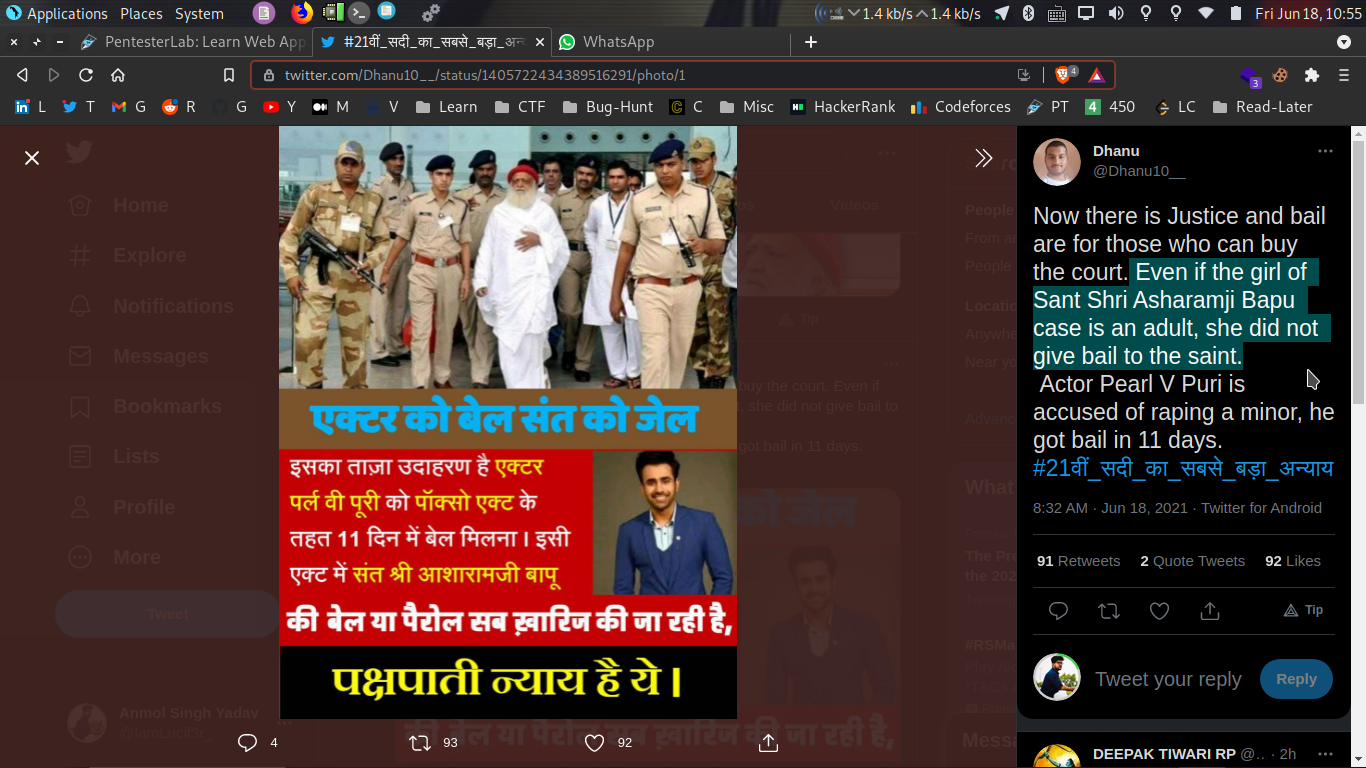 Applications Places System
1.4 kb/s 1.4 kb/s
Fri Jun 18, 10:55
PentesterLab: Learn Web App
#21वीं_सदी_का_सबसे_बड़ा_अन्
WhatsApp
twitter.com/Dhanu10__/status/1405722434389516291/photo/1
4
3
L T G R G Y M V Learn CTF Bug-Hunt C Misc HackerRank Codeforces PT 450 LC Read-Later
Home
Explore
Notifications
Messages
Bookmarks
Lists
Profile
More
Tweet
Anmol Singh Yadav
एक्टर को बेल संत को जेल
इसका ताज़ा उदाहरण है एक्टर
पर्ल वी पूरी को पॉक्सो एक्ट के
तहत 11 दिन में बेल मिलना । इसी
एक्ट में संत श्री आशारामजी बापू
की बेल या पैरोल सब ख़ारिज की जा रही है,
पक्षपाती न्याय है ये ।
4 93 92
Videos
Tip
Dhanu
@Dhanu10__
Now there is Justice and bail
are for those who can buy
the court. Even if the girl of
Sant Shri Asharamji Bapu
case is an adult, she did not
give bail to the saint.
Actor Pearl V Puri is
accused of raping a minor, he
got bail in 11 days.
#21वीं_सदी_का_सबसे_बड़ा_अन्याय
8:32 AM · Jun 18, 2021 · Twitter for Android
91 Retweets 2 Quote Tweets 92 Likes
Tip
Tweet your reply
Reply
DEEPAK TIWARI RP @.. · 2h